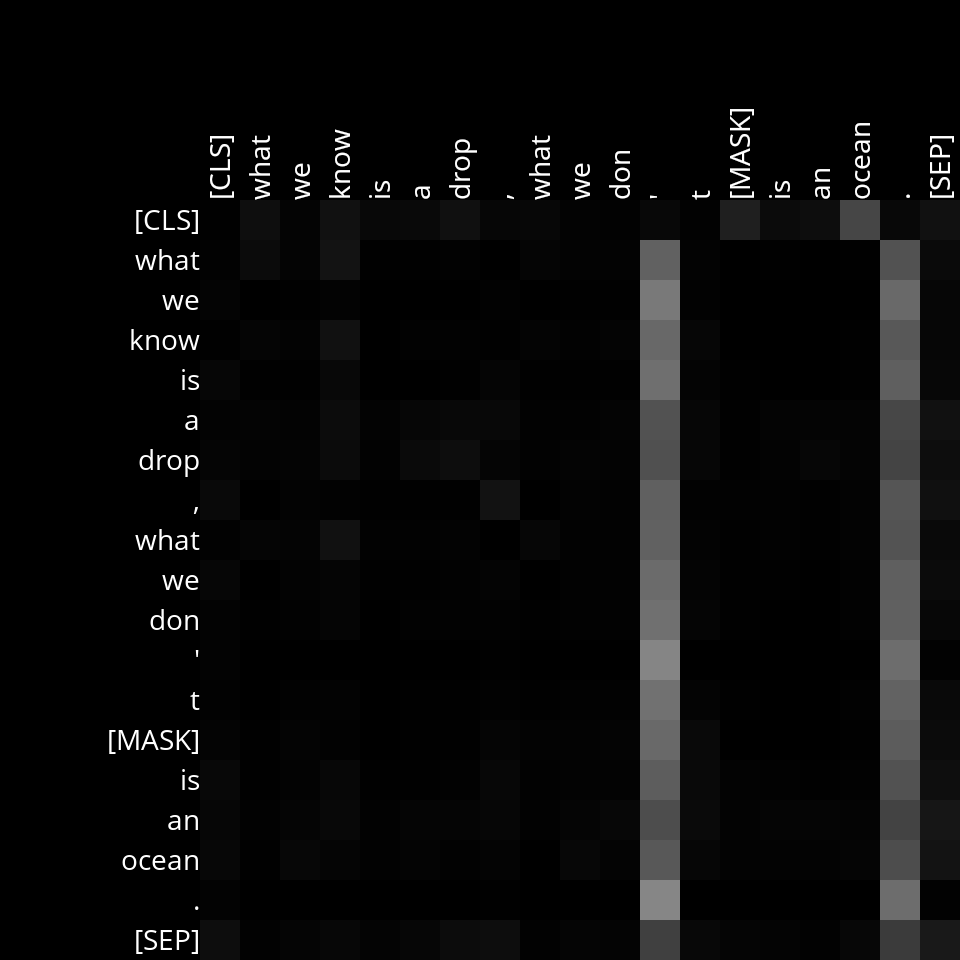 [CLS] what we know is a drop , what we don ' t [MASK] is an ocean . [SEP]
[CLS]
what
we
know
is
a
drop
,
what
we
don
'
t
[MASK]
is
an
ocean
.
[SEP]